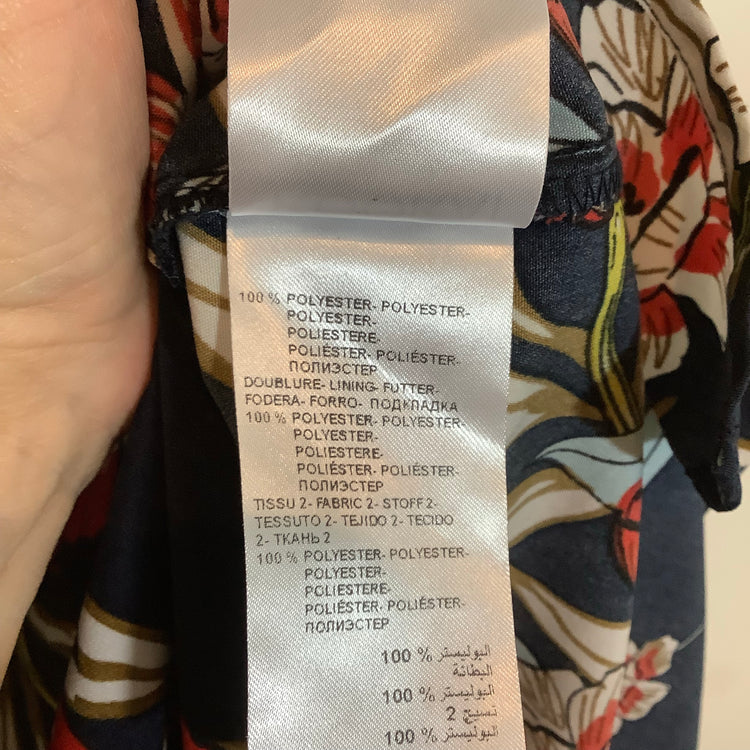 100 % POLYESTER- POLYESTER-
POLYESTER-
POLIESTERE-
POLIÉSTER- POLIÉSTER-
ПОЛИЭСТЕР
DOUBLURE- LINING- FUTTER-
FODERA- FORRO- ПОДКЛАДКА
100 % POLYESTER- POLYESTER-
POLYESTER-
POLIESTERE-
POLIÉSTER- POLIÉSTER-
ПОЛИЭСТЕР
TISSU 2- FABRIC 2- STOFF 2-
TESSUTO 2- TEJIDO 2- TECIDO
2- ТКАНЬ 2
100 % POLYESTER- POLYESTER-
POLYESTER-
POLIESTERE-
POLIÉSTER- POLIÉSTER-
ПОЛИЭСТЕР
البوليستر % 100
البطانة
البوليستر % 100
نسيج 2
البوليستر % 100